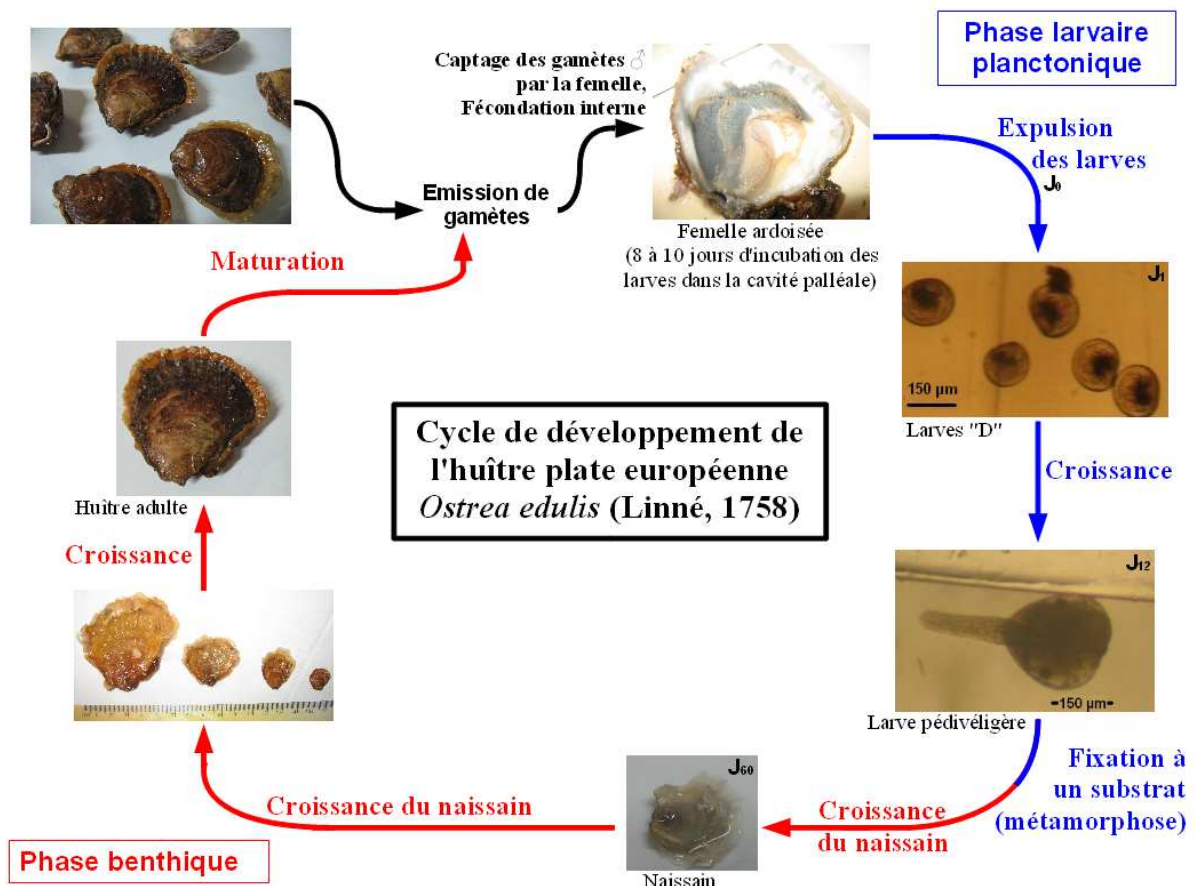 Captage des gamètes ♂
par la femelle,
Fécondation interne
Phase larvaire
planctonique
Expulsion
des larves
J0
Emission de
gamètes
Femelle ardoisée
(8 à 10 jours d'incubation des
larves dans la cavité palléale)
Maturation
J1
150 µm
Larves "D"
Cycle de développement de
l'huître plate européenne
Ostrea edulis (Linné, 1758)
Huître adulte
Croissance
Croissance
J12
150 µm
Larve pédivéligère
Fixation à
un substrat
(métamorphose)
J60
Croissance du naissain
Croissance
du naissain
Phase benthique
Naissain